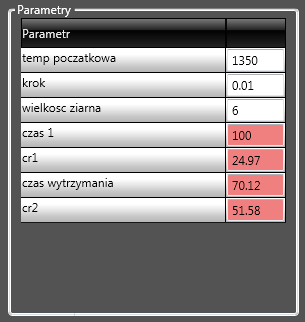 Parametry
Parametr
temp poczatkowa 1350
krok 0.01
wielkosc ziarna 6
czas 1 100
cr1 24.97
czas wytrzymania 70.12
cr2 51.58